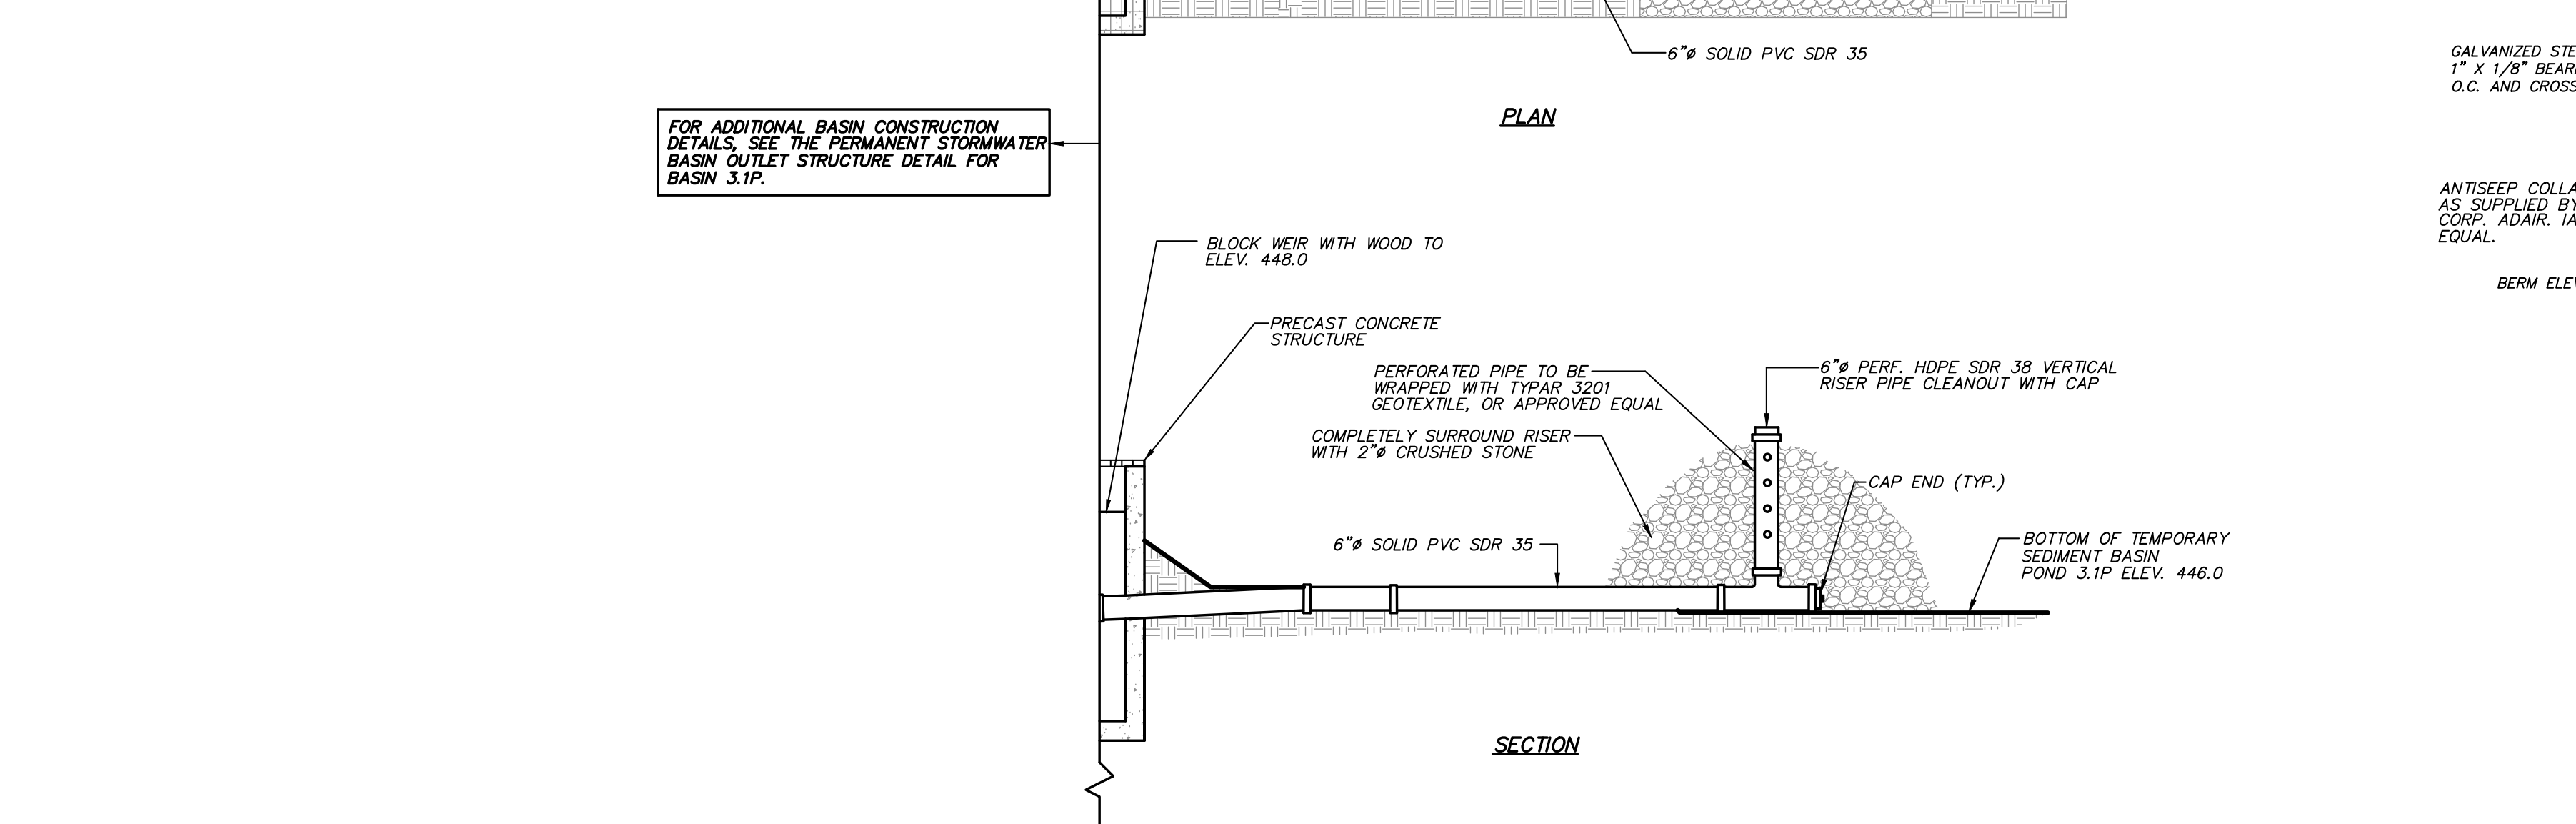 6"ø SOLID PVC SDR 35
PLAN
FOR ADDITIONAL BASIN CONSTRUCTION
DETAILS, SEE THE PERMANENT STORMWATER
BASIN OUTLET STRUCTURE DETAIL FOR
BASIN 3.1P.
BLOCK WEIR WITH WOOD TO
ELEV. 448.0
PRECAST CONCRETE
STRUCTURE
PERFORATED PIPE TO BE
WRAPPED WITH TYPAR 3201
GEOTEXTILE, OR APPROVED EQUAL
COMPLETELY SURROUND RISER
WITH 2"ø CRUSHED STONE
6"ø SOLID PVC SDR 35
6"ø PERF. HDPE SDR 38 VERTICAL
RISER PIPE CLEANOUT WITH CAP
CAP END (TYP.)
BOTTOM OF TEMPORARY
SEDIMENT BASIN
POND 3.1P ELEV. 446.0
SECTION
GALVANIZED
1" X 1/8"
O.C. AND CROSS
ANTISEEP
AS SUPPLIED BY
CORP. ADAIR. IA
EQUAL.
BERM